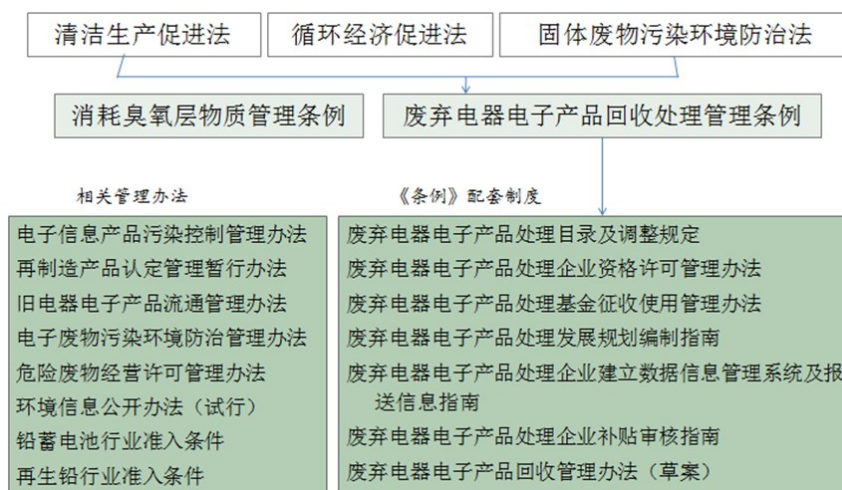 清洁生产促进法
循环经济促进法
固体废物污染环境防治法
消耗臭氧层物质管理条例
废弃电器电子产品回收处理管理条例
相关管理办法
电子信息产品污染控制管理办法
再制造产品认定管理暂行办法
旧电器电子产品流通管理办法
电子废物污染环境防治管理办法
危险废物经营许可管理办法
环境信息公开办法（试行）
铅蓄电池行业准入条件
再生铅行业准入条件
《条例》配套制度
废弃电器电子产品处理目录及调整规定
废弃电器电子产品处理企业资格许可管理办法
废弃电器电子产品处理基金征收使用管理办法
废弃电器电子产品处理发展规划编制指南
废弃电器电子产品处理企业建立数据信息管理系统及报
送信息指南
废弃电器电子产品处理企业补贴审核指南
废弃电器电子产品回收管理办法（草案）